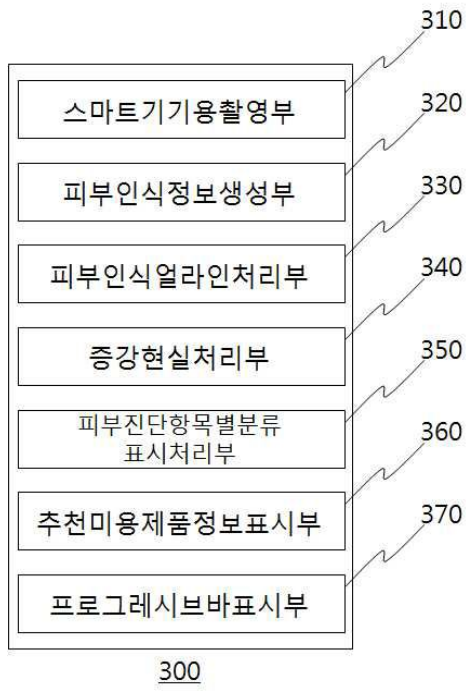 310
스마트기기용촬영부
320
피부인식정보생성부
330
피부인식얼라인처리부
340
증강현실처리부
350
피부진단항목별분류
표시처리부
360
추천미용제품정보표시부
370
프로그레시브바표시부
300